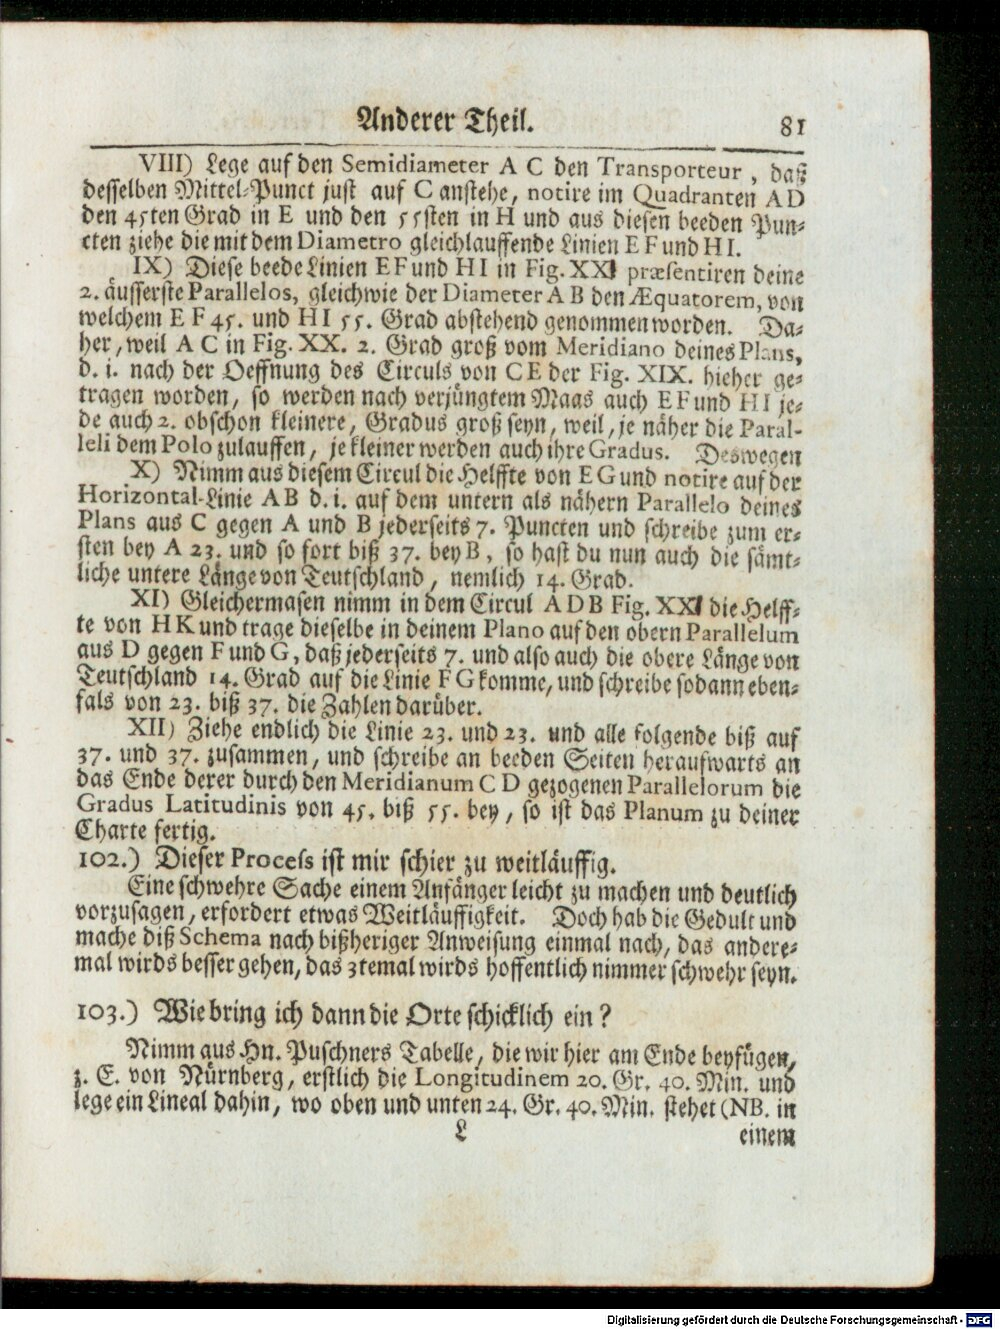 Anderer Theil. 81
VIII) Lege auf den Semidiameter A C den Transporteur, daß
desselben Mittel-Punct just auf C anstehe, notire im Quadranten A D
den 45ten Grad in E und den 55sten in H und aus diesen beeden Pun-
cten ziehe die mit dem Diametro gleichlauffende Linien E F und H I.
IX) Diese beede Linien E F und H I in Fig. XXI præsentiren deine
2. äusserste Parallelos, gleichwie der Diameter A B den Æquatorem, von
welchem E F 45. und H I 55. Grad abstehend genommen worden. Da-
her, weil A C in Fig. XX. 2. Grad groß vom Meridiano deines Plans,
d. i. nach der Oeffnung des Circuls von C E der Fig. XIX. hieher ge-
tragen worden, so werden nach verjüngtem Maas auch E F und H I je-
de auch 2. obschon kleinere, Gradus groß seyn, weil, je näher die Paral-
leli dem Polo zulauffen, je kleiner werden auch ihre Gradus. Deswegen
X) Nimm aus diesem Circul die Helffte von E G und notire auf der
Horizontal-Linie A B d. i. auf dem untern als nähern Parallelo deines
Plans aus C gegen A und B jederseits 7. Puncten und schreibe zum er-
sten bey A 23. und so fort biß 37. bey B, so hast du nun auch die sämt-
liche untere Länge von Teutschland, nemlich 14. Grad.
XI) Gleichermasen nimm in dem Circul A D B Fig. XXI die Helff-
te von H K und trage dieselbe in deinem Plano auf den obern Parallelum
aus D gegen F und G, daß jederseits 7. und also auch die obere Länge von
Teutschland 14. Grad auf die Linie F G komme, und schreibe sodann eben-
fals von 23. biß 37. die Zahlen darüber.
XII) Ziehe endlich die Linie 23. und 23. und alle folgende biß auf
37. und 37. zusammen, und schreibe an beeden Seiten heraufwarts an
das Ende derer durch den Meridianum C D gezogenen Parallelorum die
Gradus Latitudinis von 45. biß 55. bey, so ist das Planum zu deiner
Charte fertig.
102.) Dieser Process ist mir schier zu weitläuffig.
Eine schwehre Sache einem Anfänger leicht zu machen und deutlich
vorzusagen, erfordert etwas Weitläuffigkeit. Doch hab die Gedult und
mache diß Schema nach bißheriger Anweisung einmal nach, das andere-
mal wirds besser gehen, das 3temal wirds hoffentlich nimmer schwehr seyn.
103.) Wie bring ich dann die Orte schicklich ein?
Nimm aus Hn. Puschners Tabelle, die wir hier am Ende beyfügen,
z. E. von Nürnberg, erstlich die Longitudinem 20. Gr. 40. Min. und
lege ein Lineal dahin, wo oben und unten 24. Gr. 40. Min. stehet (NB. in
L einem
Digitalisierung gefördert durch die Deutsche Forschungsgemeinschaft - DFG